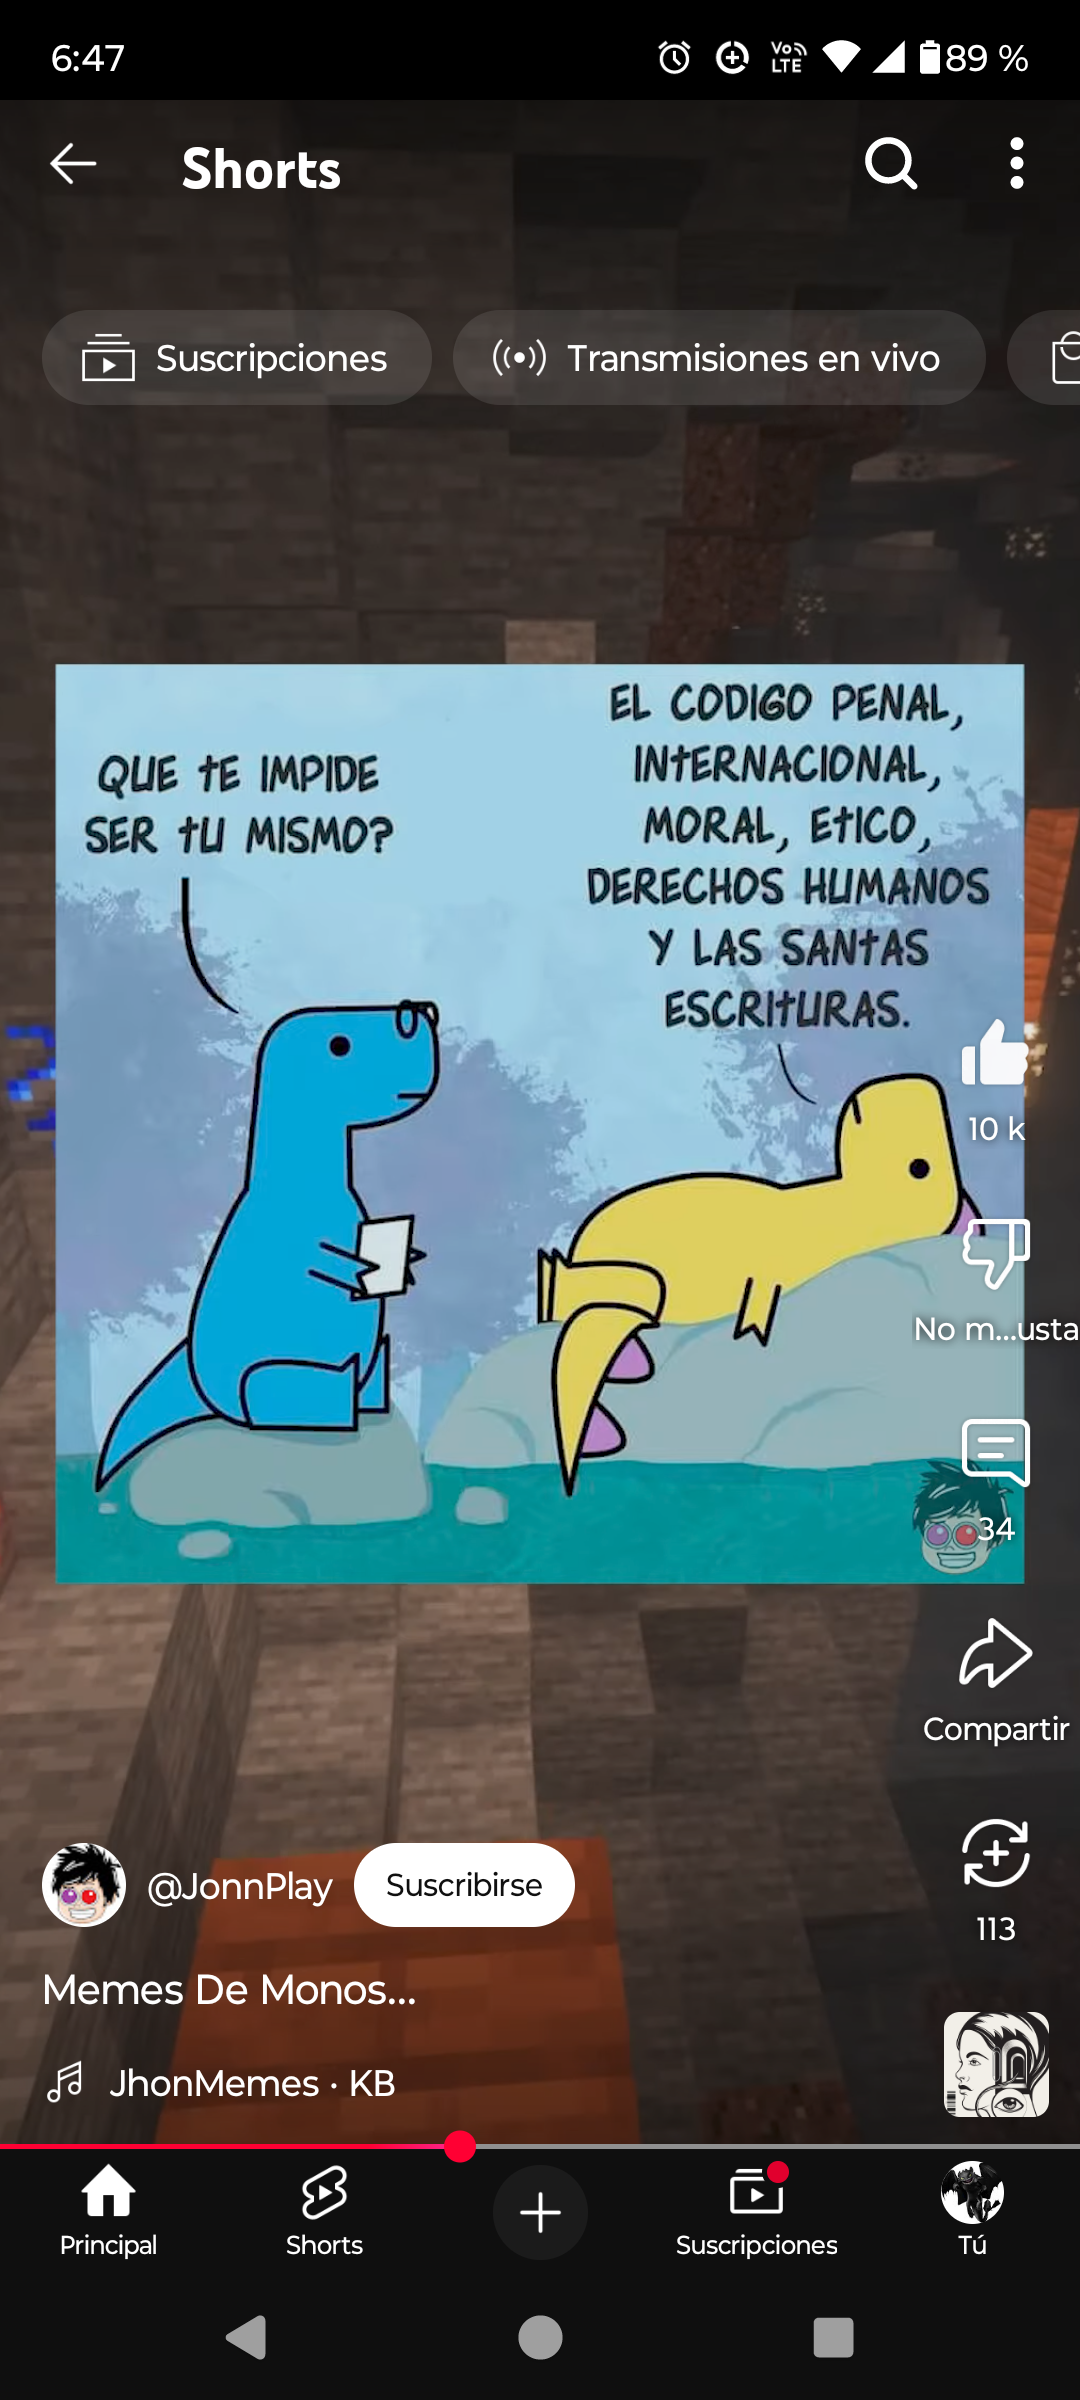 6:47
Vo LTE
89 %
Shorts
Suscripciones
Transmisiones en vivo
QUE TE IMPIDE
SER TU MISMO?
EL CODIGO PENAL,
INTERNACIONAL,
MORAL, ETICO,
DERECHOS HUMANOS
Y LAS SANTAS
ESCRITURAS.
10 k
No m...usta
34
Compartir
113
@JonnPlay
Suscribirse
Memes De Monos...
JhonMemes · KB
Principal
Shorts
Suscripciones
Tú